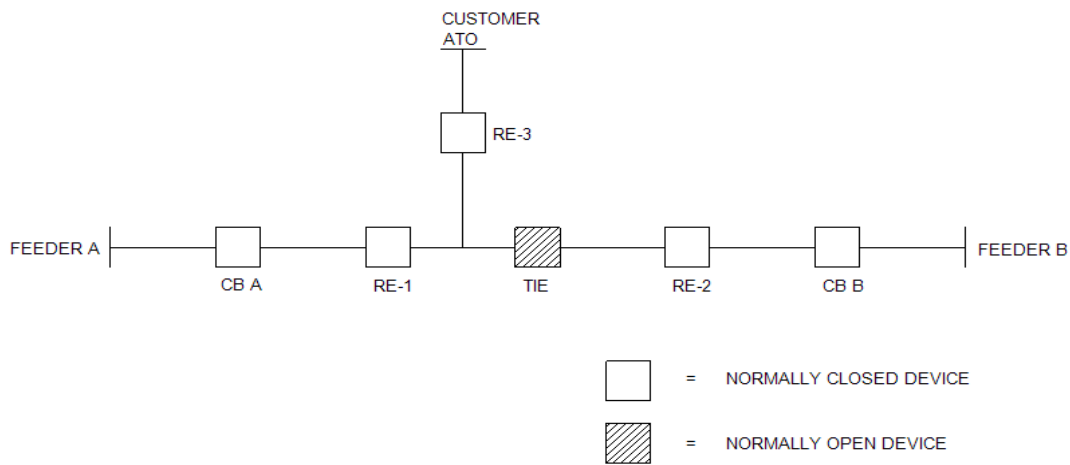 CUSTOMER
ATO
RE-3
FEEDER A
FEEDER B
CB A
RE-1
TIE
RE-2
CB B
= NORMALLY CLOSED DEVICE
= NORMALLY OPEN DEVICE